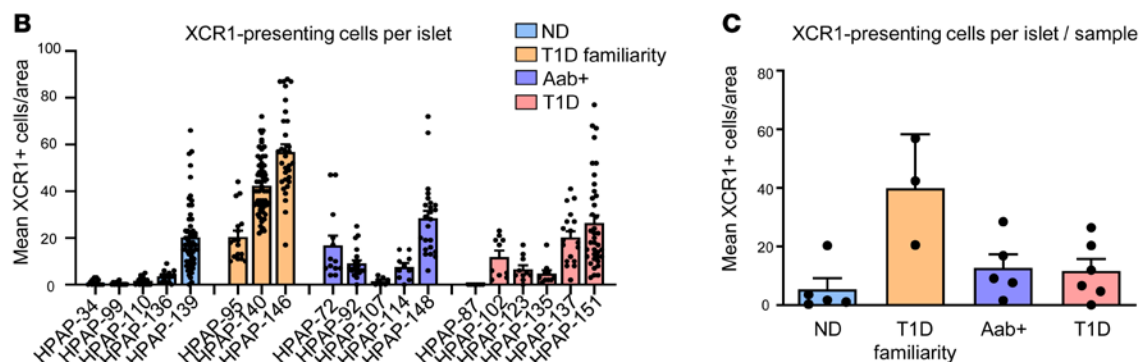 B
XCR1-presenting cells per islet
ND
T1D familiarity
Aab+
T1D
Mean XCR1+ cells/area
100
80
60
40
20
0
HPAP-34
HPAP-99
HPAP-110
HPAP-136
HPAP-139
HPAP-95
HPAP-140
HPAP-146
HPAP-72
HPAP-92
HPAP-107
HPAP-114
HPAP-148
HPAP-87
HPAP-102
HPAP-123
HPAP-135
HPAP-137
HPAP-151
C
XCR1-presenting cells per islet / sample
Mean XCR1+ cells/area
80
60
40
20
0
ND
T1D
familiarity
Aab+
T1D